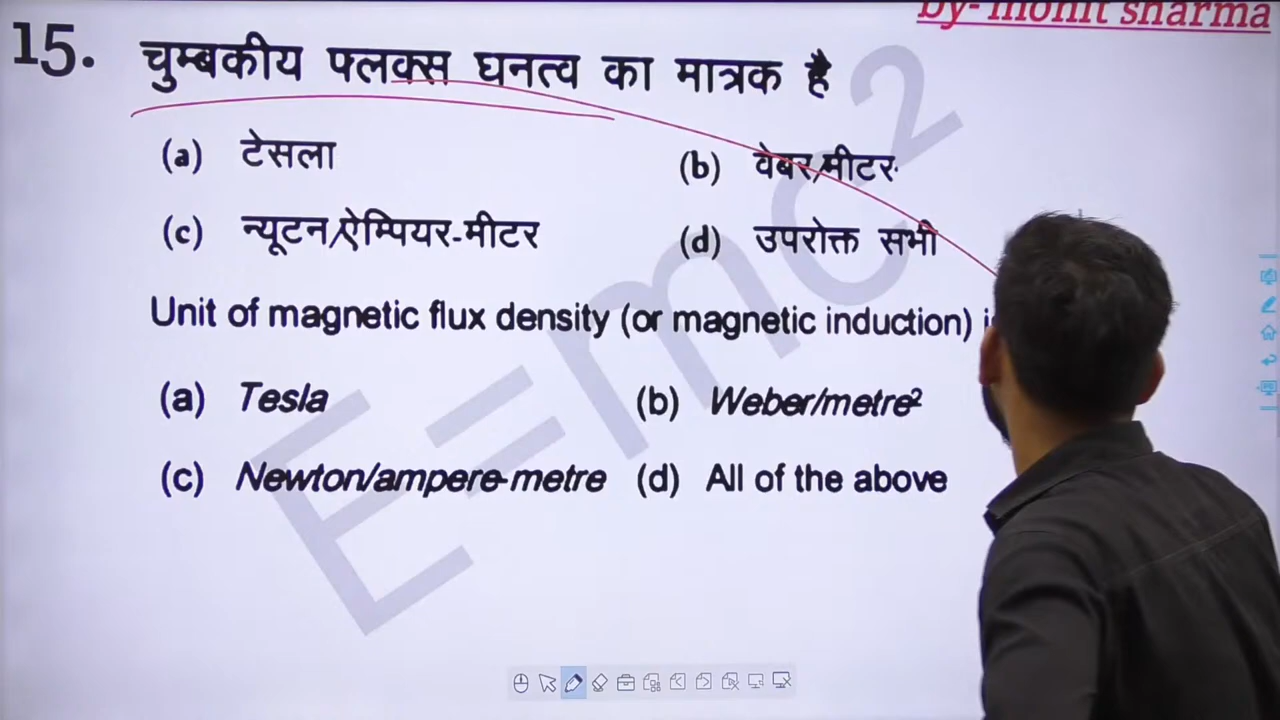 by- mohit sharma
15. चुम्बकीय फ्लक्स घनत्व का मात्रक है
(a) टेसला (b) वेबर/मीटर
(c) न्यूटन/ऐम्पियर-मीटर (d) उपरोक्त सभी
Unit of magnetic flux density (or magnetic induction)
(a) Tesla (b) Weber/metre²
(c) Newton/ampere-metre (d) All of the above
E=mc²